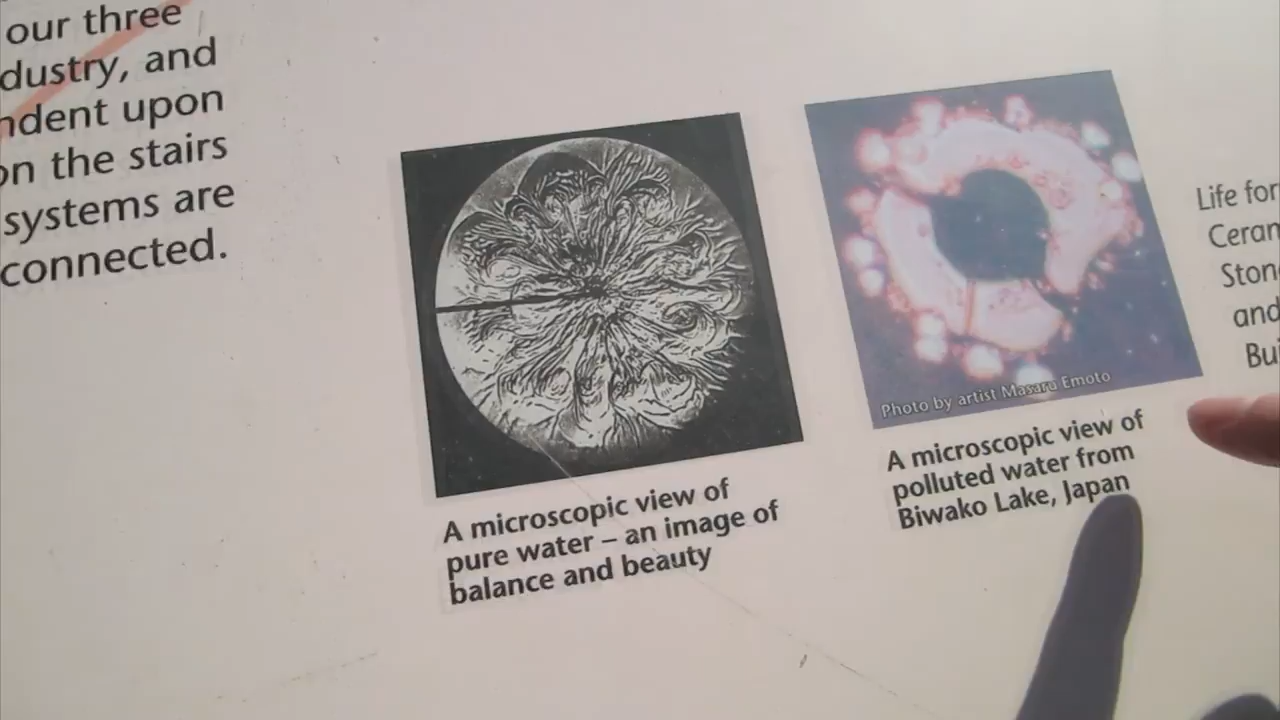 our three
dustry, and
ndent upon
on the stairs
systems are
connected.
Photo by artist Masaru Emoto
A microscopic view of
pure water – an image of
balance and beauty
A microscopic view of
polluted water from
Biwako Lake, Japan
Life for
Ceram
Ston
and
Bui